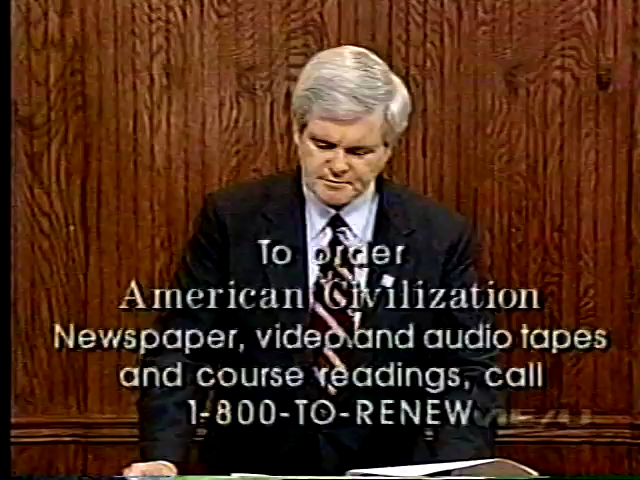 To order
American Civilization
Newspaper, video and audio tapes
and course readings, call
1-800-TO-RENEW